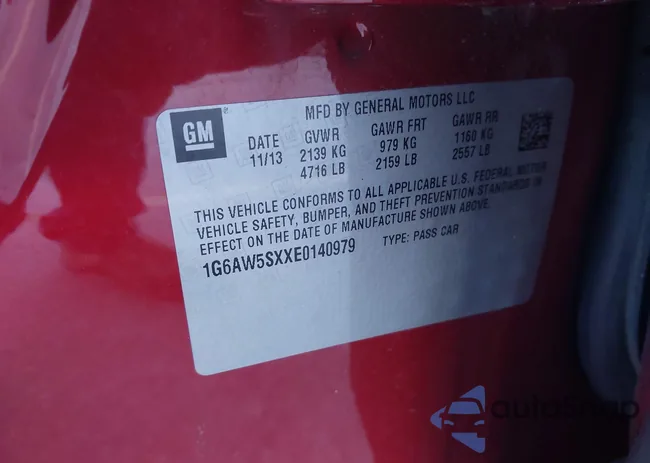 MFD BY GENERAL MOTORS LLC
GM
DATE GVWR GAWR FRT GAWR RR
11/13 2139 KG 979 KG 1160 KG
4716 LB 2159 LB 2557 LB
THIS VEHICLE CONFORMS TO ALL APPLICABLE U.S. FEDERAL MOTOR
VEHICLE SAFETY, BUMPER, AND THEFT PREVENTION STANDARDS IN
EFFECT ON THE DATE OF MANUFACTURE SHOWN ABOVE.
1G6AW5SXXE0140979 TYPE: PASS CAR